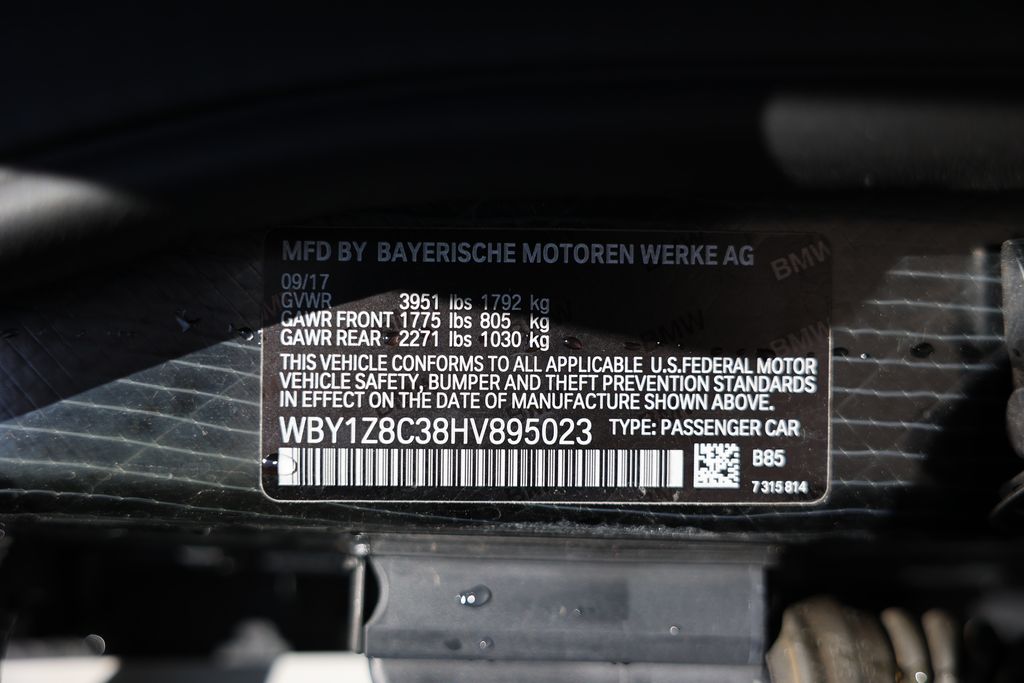 MFD BY BAYERISCHE MOTOREN WERKE AG
BMW
09/17
GVWR 3951 lbs 1792 kg
GAWR FRONT 1775 lbs 805 kg
BMW
GAWR REAR 2271 lbs 1030 kg
BMW
THIS VEHICLE CONFORMS TO ALL APPLICABLE U.S.FEDERAL MOTOR
VEHICLE SAFETY, BUMPER AND THEFT PREVENTION STANDARDS
IN EFFECT ON THE DATE OF MANUFACTURE SHOWN ABOVE.
WBY1Z8C38HV895023 TYPE: PASSENGER CAR
B85
7 315 814